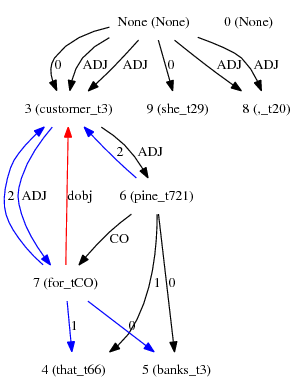 None (None) 0 (None)
0 ADJ ADJ 0 ADJ ADJ
3 (customer_t3) 9 (she_t29) 8 (,_t20)
2 ADJ
2 ADJ dobj 6 (pine_t721)
CO
7 (for_tCO) 1 0
1 0
4 (that_t66) 5 (banks_t3)